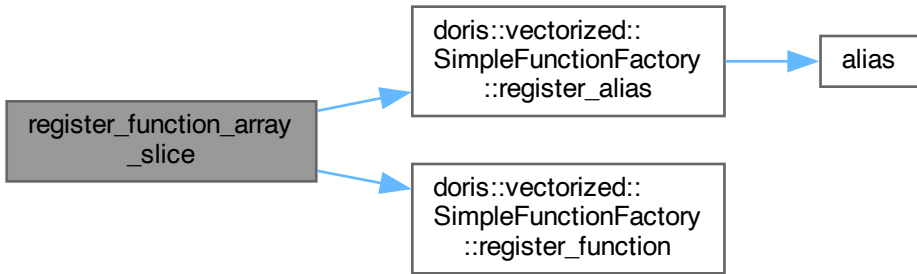 register_function_array
_slice
doris::vectorized::
SimpleFunctionFactory
::register_alias
alias
doris::vectorized::
SimpleFunctionFactory
::register_function